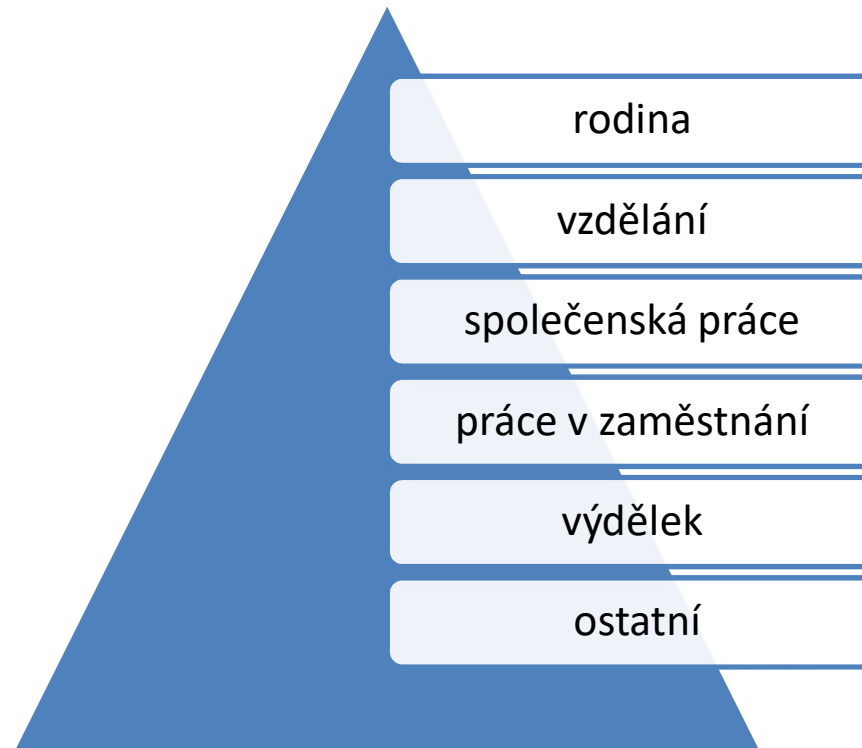 rodina
vzdělání
společenská práce
práce v zaměstnání
výdělek
ostatní